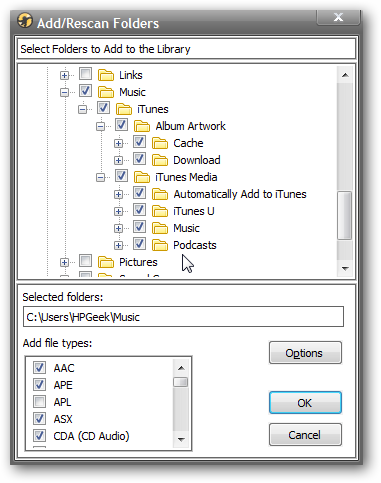 Add/Rescan Folders
Select Folders to Add to the Library
Links
Music
iTunes
Album Artwork
Cache
Download
iTunes Media
Automatically Add to iTunes
iTunes U
Music
Podcasts
Pictures
Selected folders:
C:\Users\HPGeek\Music
Add file types:
AAC
APE
APL
ASX
CDA (CD Audio)
Options
OK
Cancel